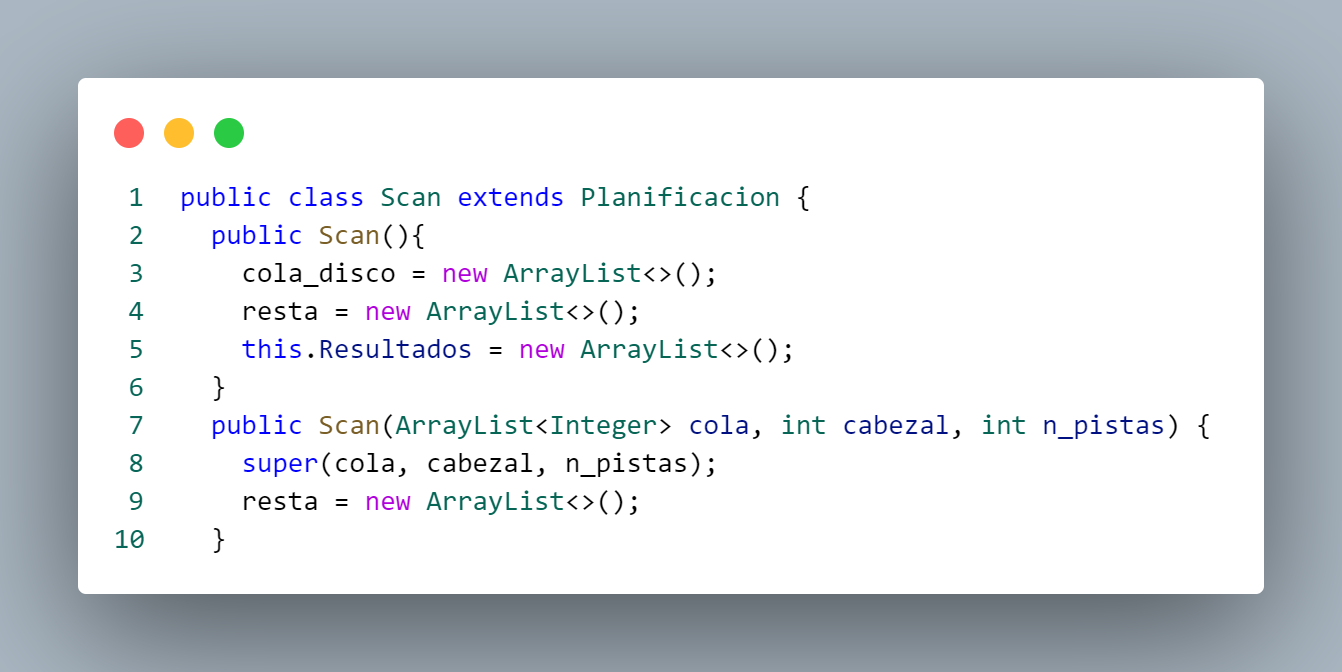 1 public class Scan extends Planificacion {
2 public Scan(){
3 cola_disco = new ArrayList<>();
4 resta = new ArrayList<>();
5 this.Resultados = new ArrayList<>();
6 }
7 public Scan(ArrayList<Integer> cola, int cabezal, int n_pistas) {
8 super(cola, cabezal, n_pistas);
9 resta = new ArrayList<>();
10 }